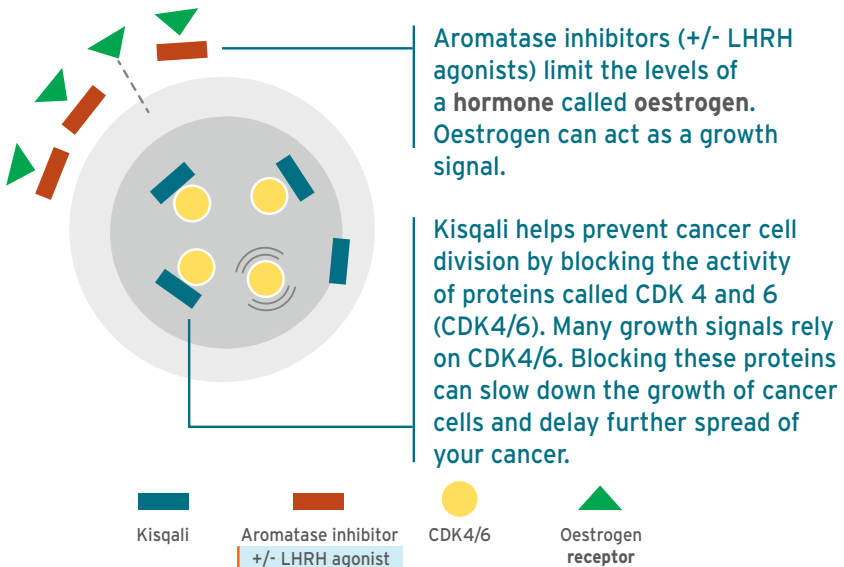 Aromatase inhibitors (+/- LHRH
agonists) limit the levels of
a hormone called oestrogen.
Oestrogen can act as a growth
signal.
Kisqali helps prevent cancer cell
division by blocking the activity
of proteins called CDK 4 and 6
(CDK4/6). Many growth signals rely
on CDK4/6. Blocking these proteins
can slow down the growth of cancer
cells and delay further spread of
your cancer.
Kisqali
Aromatase inhibitor
+/- LHRH agonist
CDK4/6
Oestrogen
receptor